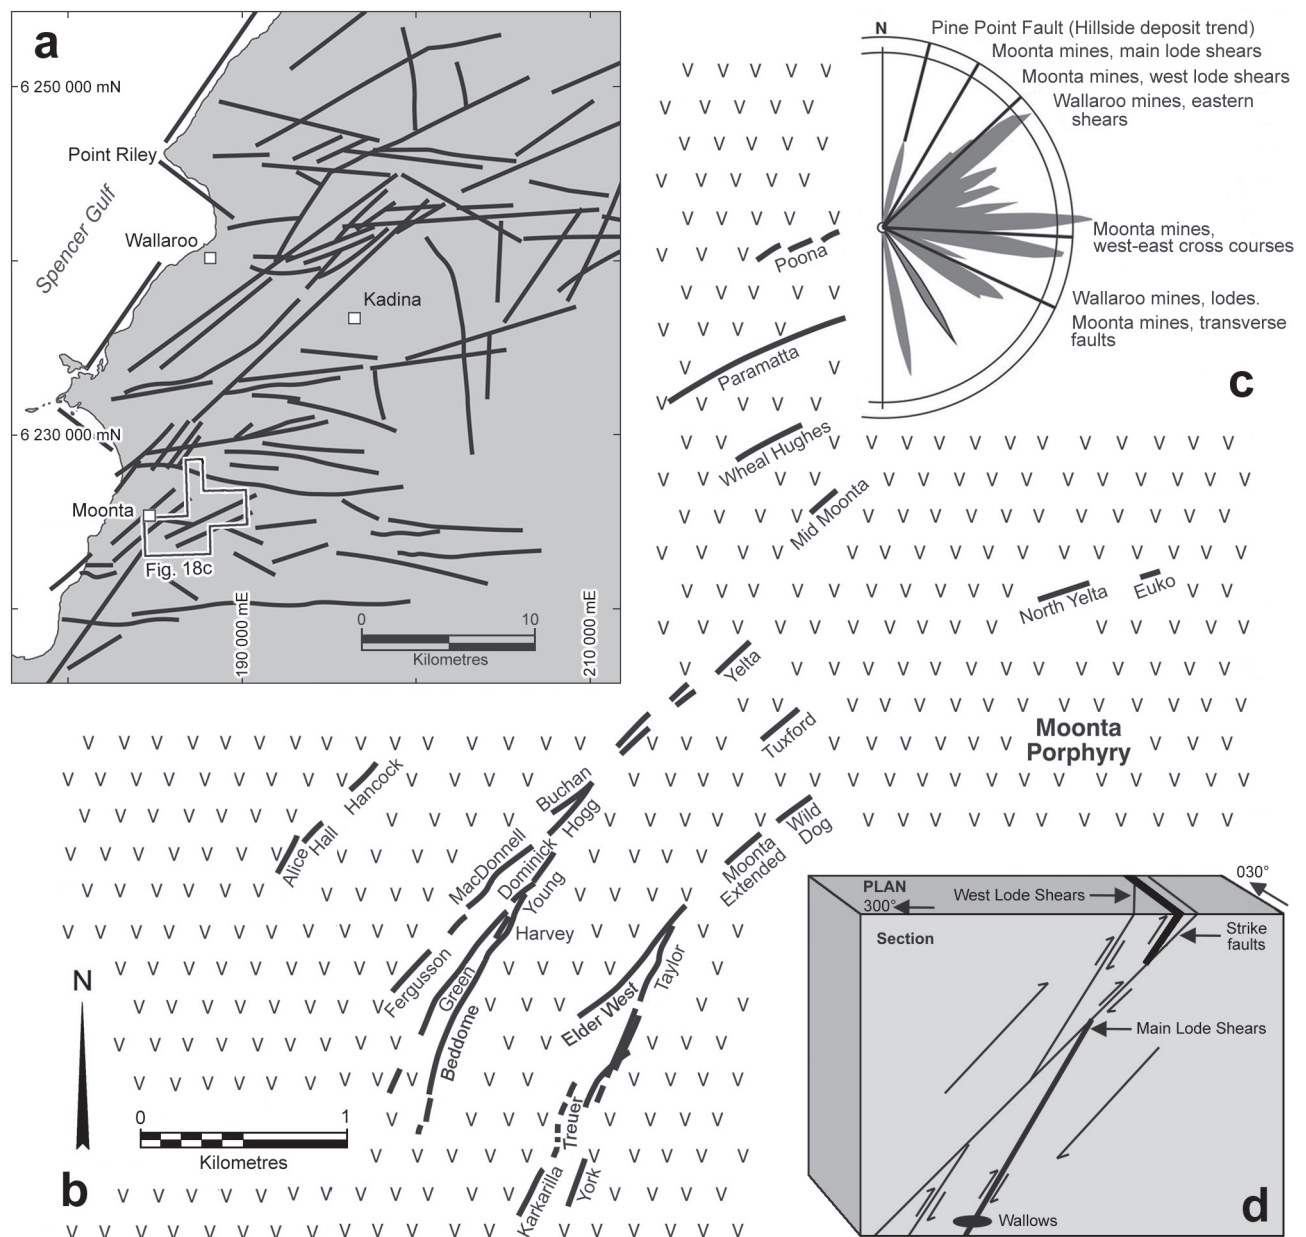 a
6 250 000 mN
Point Riley
Spencer Gulf
Wallaroo
Kadina
6 230 000 mN
Moonta
Fig. 18c
190 000 mE
210 000 mE
0 10
Kilometres
N
Pine Point Fault (Hillside deposit trend)
Moonta mines, main lode shears
Moonta mines, west lode shears
Wallaroo mines, eastern
shears
Moonta mines,
west-east cross courses
Wallaroo mines, lodes.
Moonta mines, transverse
faults
c
Poona
Paramatta
Wheal Hughes
Mid Moonta
North Yelta
Euko
Yelta
Tuxford
Moonta
Porphyry
Hancock
Hall
Alice
Buchan
Hogg
MacDonnell
Dominick
Young
Harvey
Wild
Dog
Moonta
Extended
Fergusson
Green
Beddome
Elder West
Taylor
Treuer
Karkarilla
York
N
0 1
Kilometres
b
PLAN
300°
030°
West Lode Shears
Section
Strike
faults
Main Lode Shears
Wallows
d